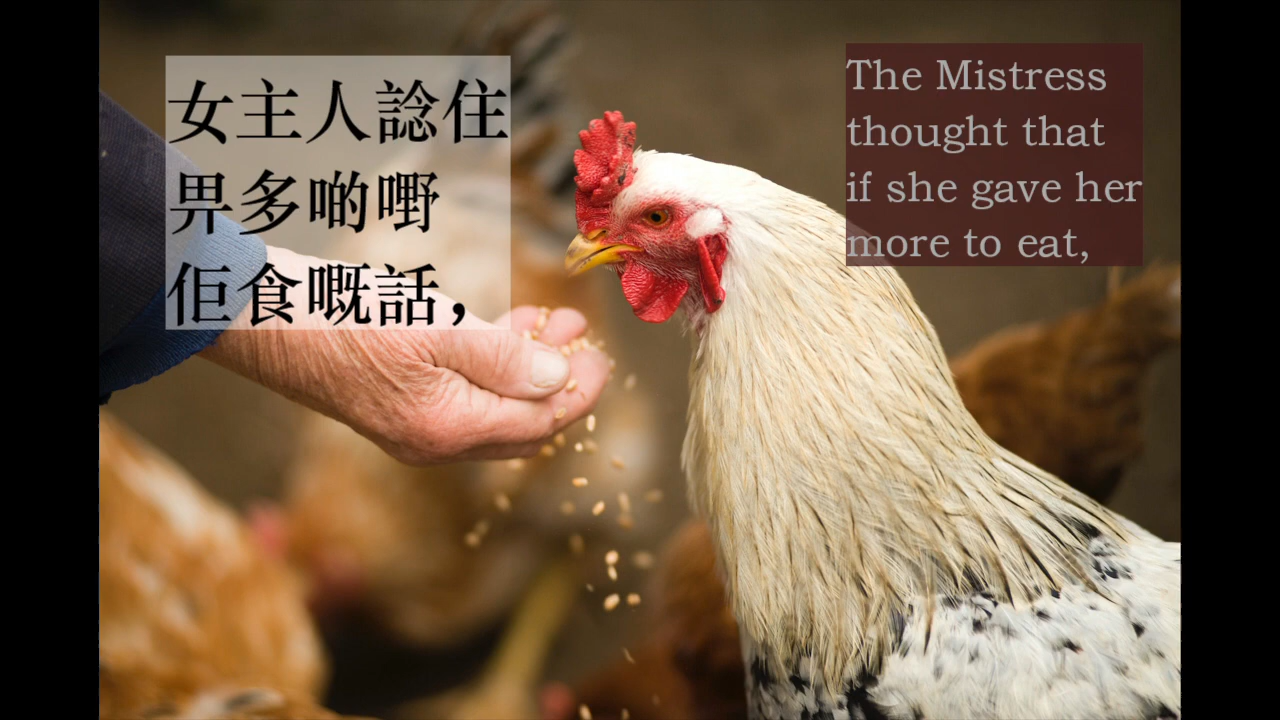 女主人諗住
畀多啲嘢
佢食嘅話，
The Mistress
thought that
if she gave her
more to eat,